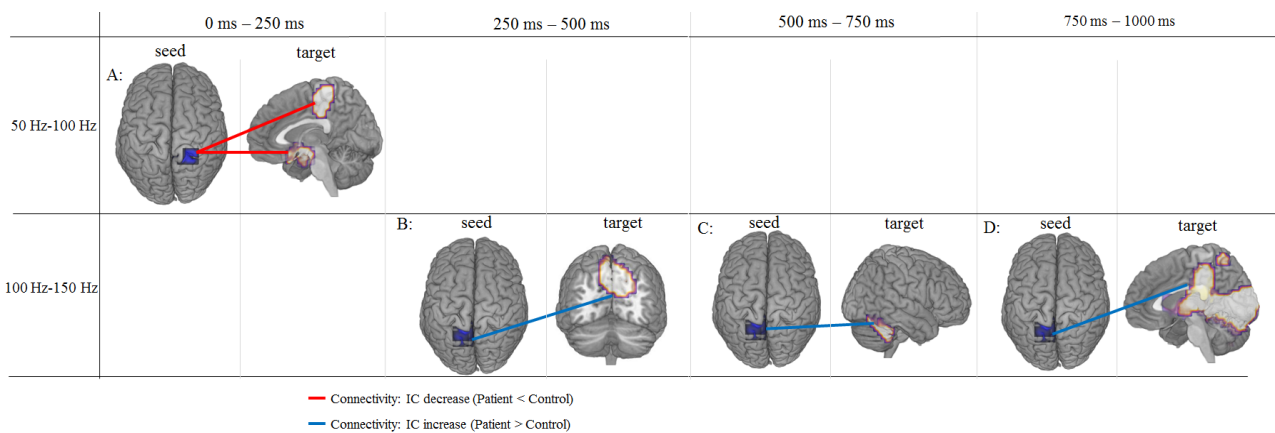 0 ms – 250 ms
250 ms – 500 ms
500 ms – 750 ms
750 ms - 1000 ms
50 Hz-100 Hz
A:
seed
target
100 Hz-150 Hz
B:
seed
target
C:
seed
target
D:
seed
target
Connectivity: IC decrease (Patient < Control)
Connectivity: IC increase (Patient > Control)